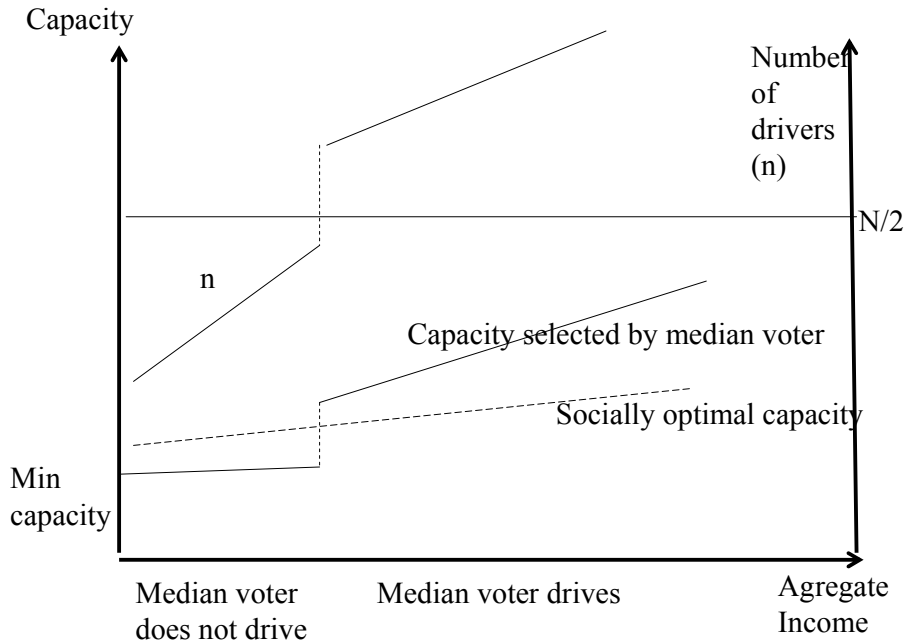 Capacity
Number
of
drivers
(n)
N/2
n
Capacity selected by median voter
Socially optimal capacity
Min
capacity
Median voter
does not drive
Median voter drives
Agregate
Income